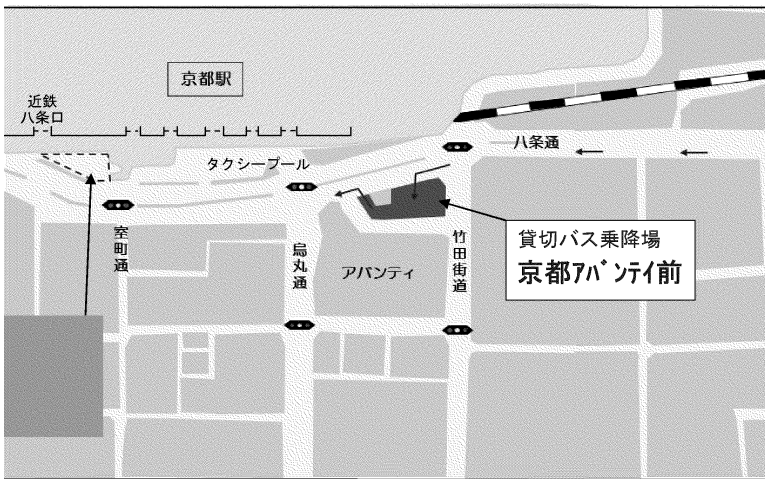 京都駅
近鉄
八条口
タクシープール
八条通
室町通
烏丸通
アバンティ
竹田街道
貸切バス乗降場
京都ｱﾊﾞﾝﾃｲ前